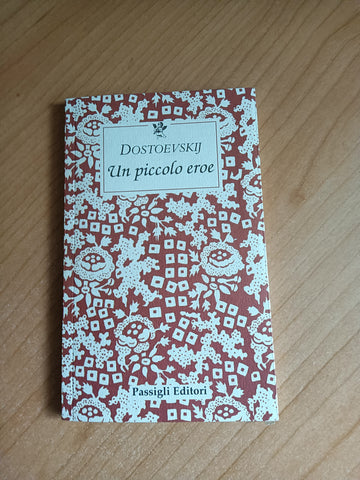 DOSTOEVSKIJ
Un piccolo eroe
Passigli Editori